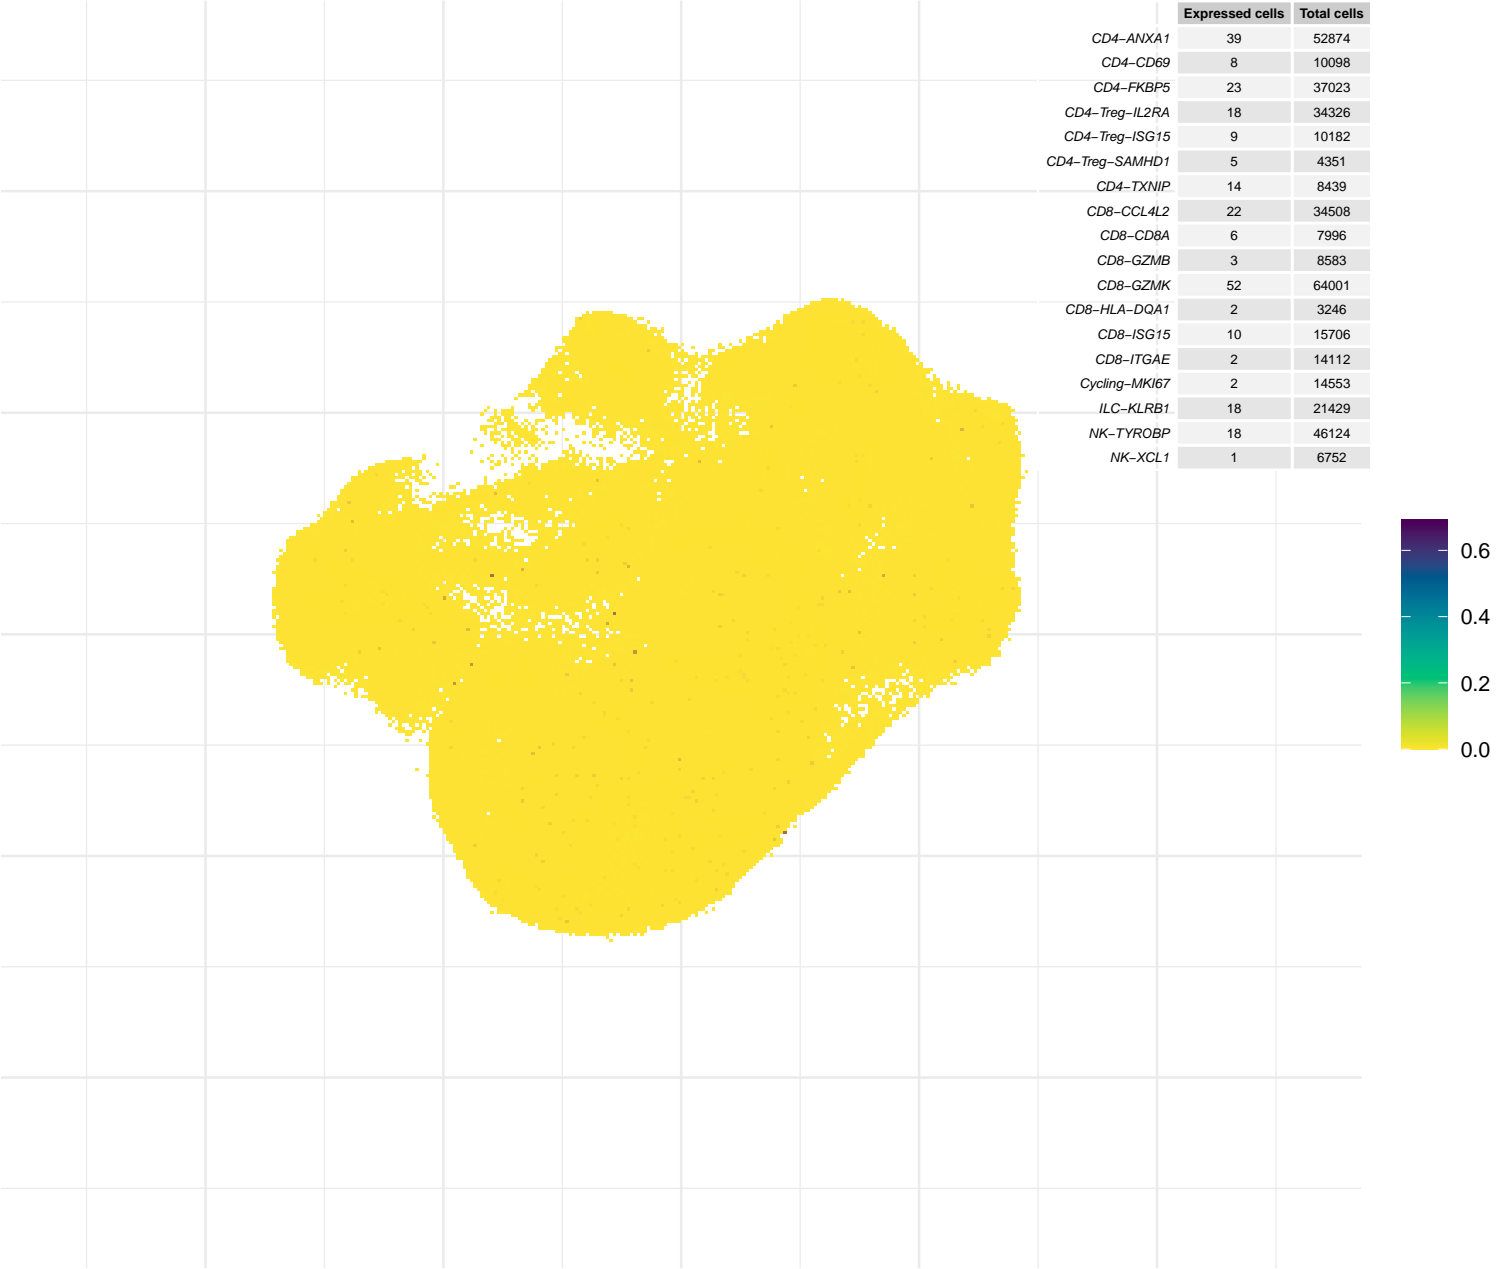 Expressed cells Total cells
CD4−ANXA1 39 52874
CD4−CD69 8 10098
CD4−FKBP5 23 37023
CD4−Treg−IL2RA 18 34326
CD4−Treg−ISG15 9 10182
CD4−Treg−SAMHD1 5 4351
CD4−TXNIP 14 8439
CD8−CCL4L2 22 34508
CD8−CD8A 6 7996
CD8−GZMB 3 8583
CD8−GZMK 52 64001
CD8−HLA−DQA1 2 3246
CD8−ISG15 10 15706
CD8−ITGAE 2 14112
Cycling−MKI67 2 14553
ILC−KLRB1 18 21429
NK−TYROBP 18 46124
NK−XCL1 1 6752
0.6
0.4
0.2
0.0